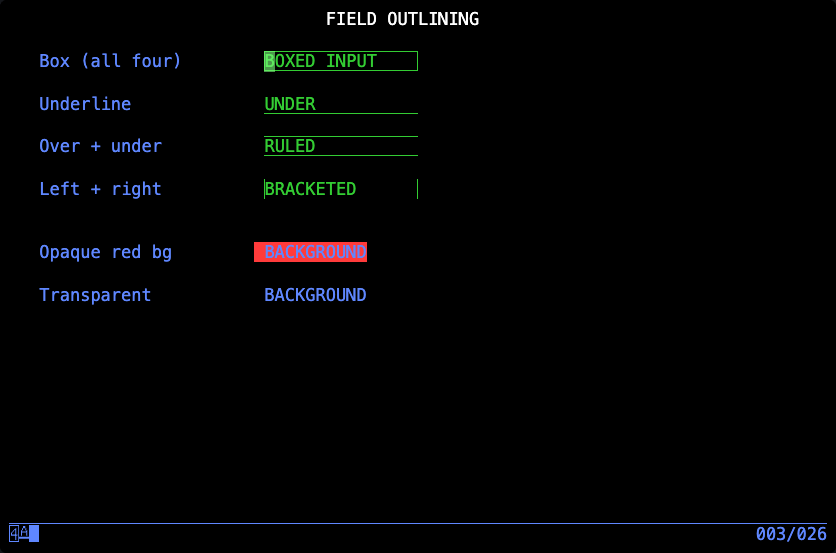 FIELD OUTLINING
Box (all four) BOXED INPUT
Underline UNDER
Over + under RULED
Left + right BRACKETED
Opaque red bg BACKGROUND
Transparent BACKGROUND
4A 003/026